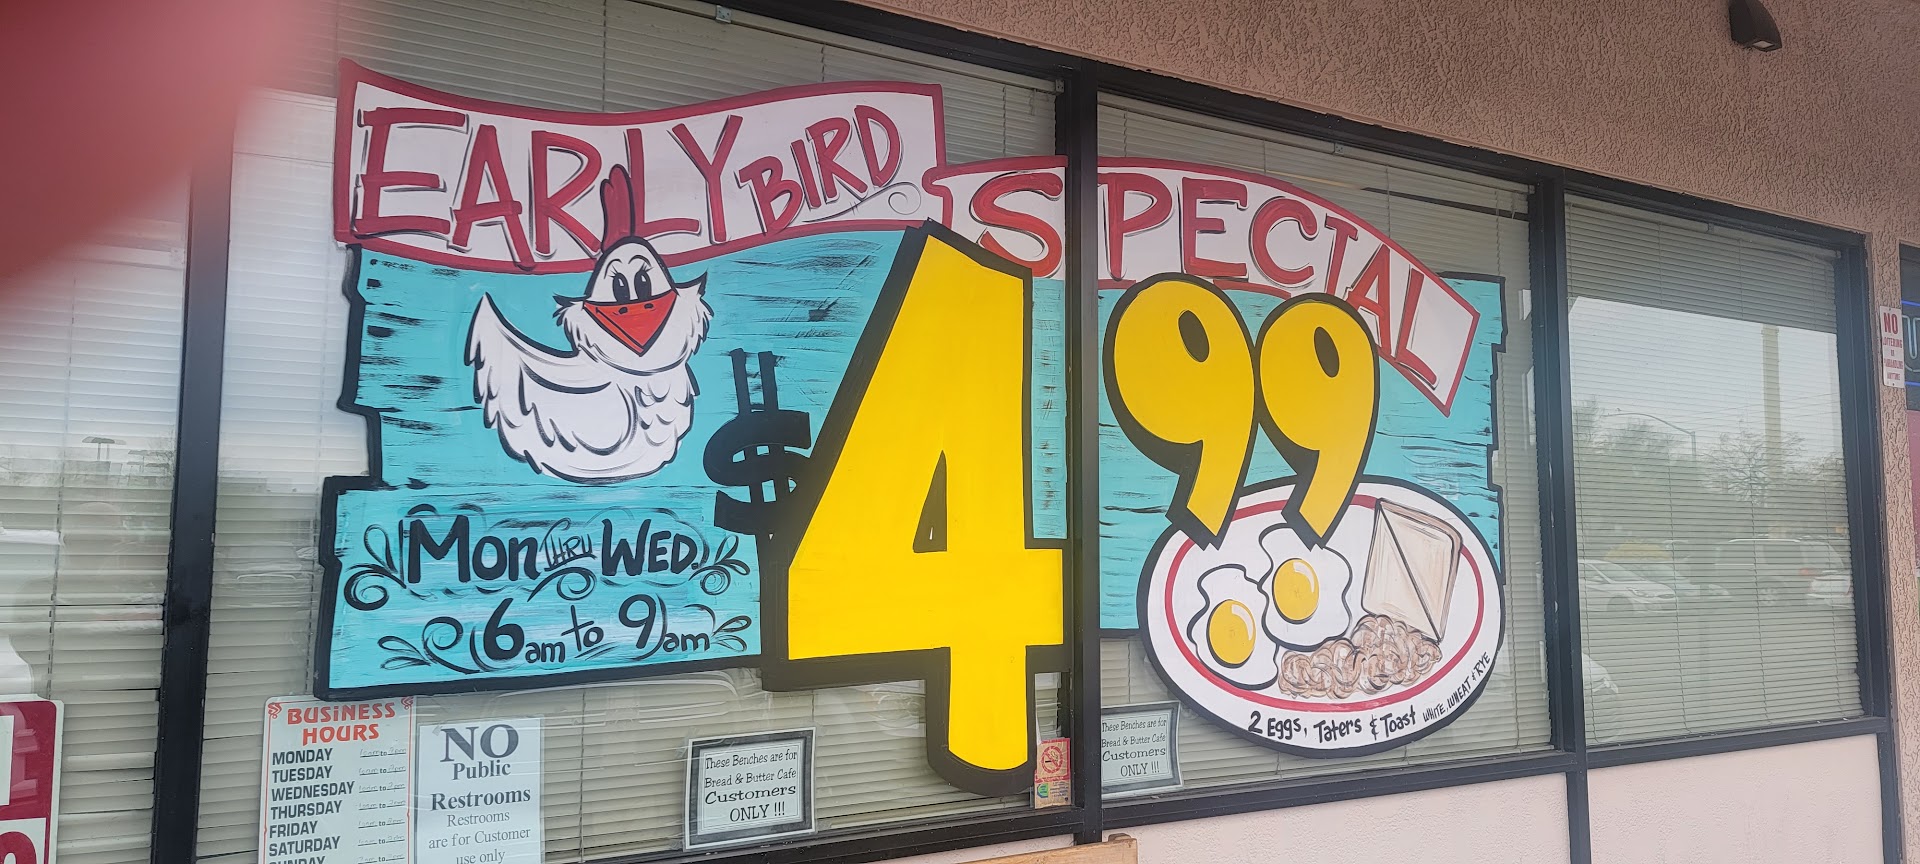 EARLY BIRD
SPECIAL
$4 99
MON THRU WED.
6am to 9am
2 Eggs, Taters & Toast WHITE, WHEAT & RYE
BUSINESS
HOURS
MONDAY
TUESDAY
WEDNESDAY
THURSDAY
FRIDAY
SATURDAY
SUNDAY
NO
Public
Restrooms
Restrooms
are for Customer
use only
These Benches are for
Bread & Butter Cafe
Customers
ONLY !!!
These Benches are for
Bread & Butter Cafe
Customers
ONLY !!!
NO